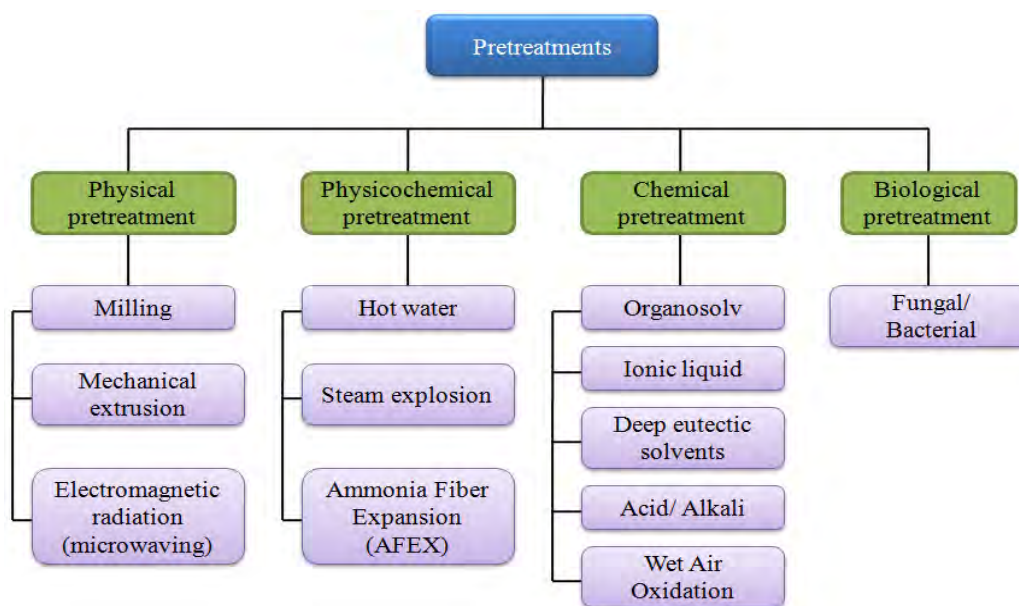 Pretreatments
Physical
pretreatment
Physicochemical
pretreatment
Chemical
pretreatment
Biological
pretreatment
Milling
Mechanical
extrusion
Electromagnetic
radiation
(microwaving)
Hot water
Steam explosion
Ammonia Fiber
Expansion
(AFEX)
Organosolv
Ionic liquid
Deep eutectic
solvents
Acid/ Alkali
Wet Air
Oxidation
Fungal/
Bacterial